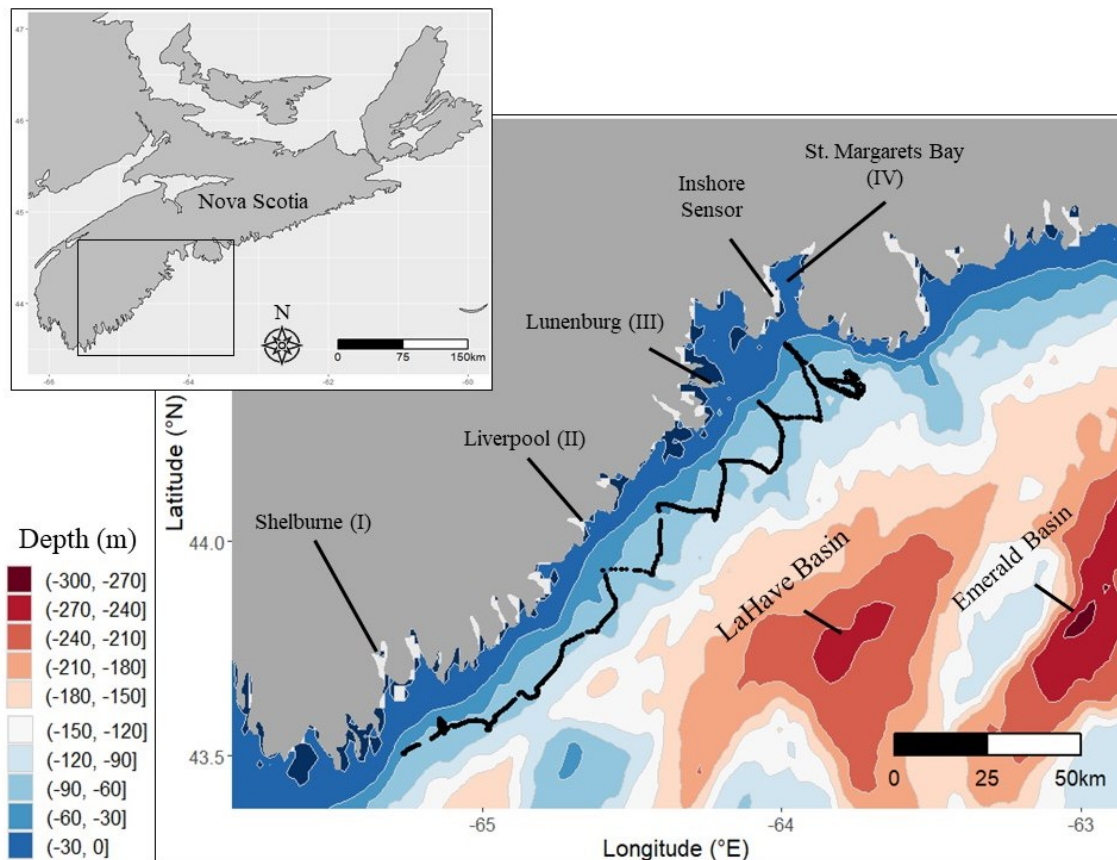 47
46
45
44
-66
-64
-62
-60
Nova Scotia
N
0
75
150km
St. Margarets Bay
(IV)
Inshore
Sensor
Lunenburg (III)
Liverpool (II)
Shelburne (I)
LaHave Basin
Emerald Basin
Latitude (°N)
44.0
43.5
0
25
50km
-65
-64
-63
Longitude (°E)
Depth (m)
(-300, -270]
(-270, -240]
(-240, -210]
(-210, -180]
(-180, -150]
(-150, -120]
(-120, -90]
(-90, -60]
(-60, -30]
(-30, 0]